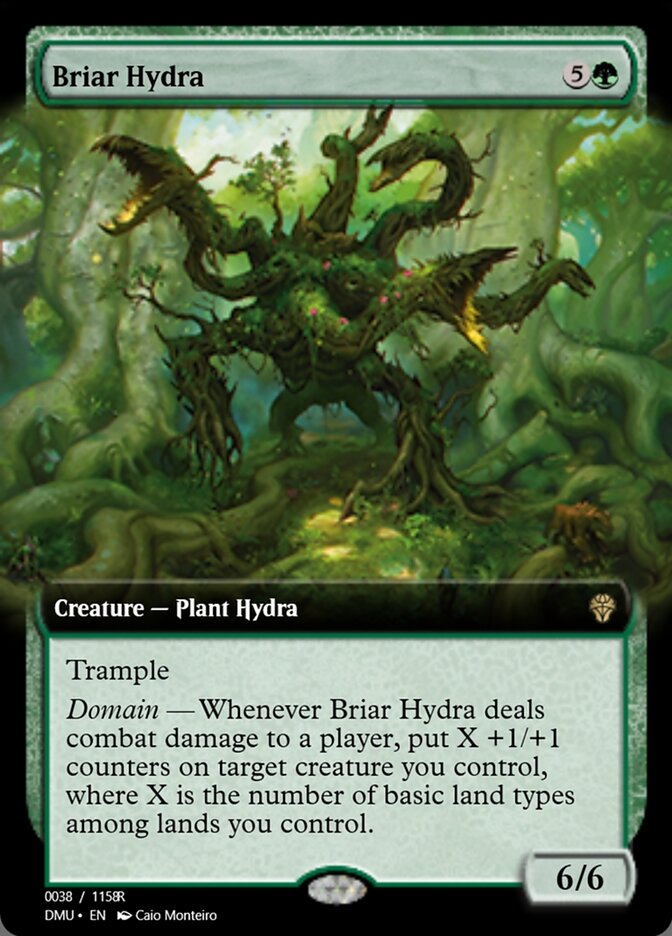 Briar Hydra 5
Creature — Plant Hydra
Trample
Domain — Whenever Briar Hydra deals
combat damage to a player, put X +1/+1
counters on target creature you control,
where X is the number of basic land types
among lands you control.
6/6
0038 / 1158R
DMU • EN Caio Monteiro